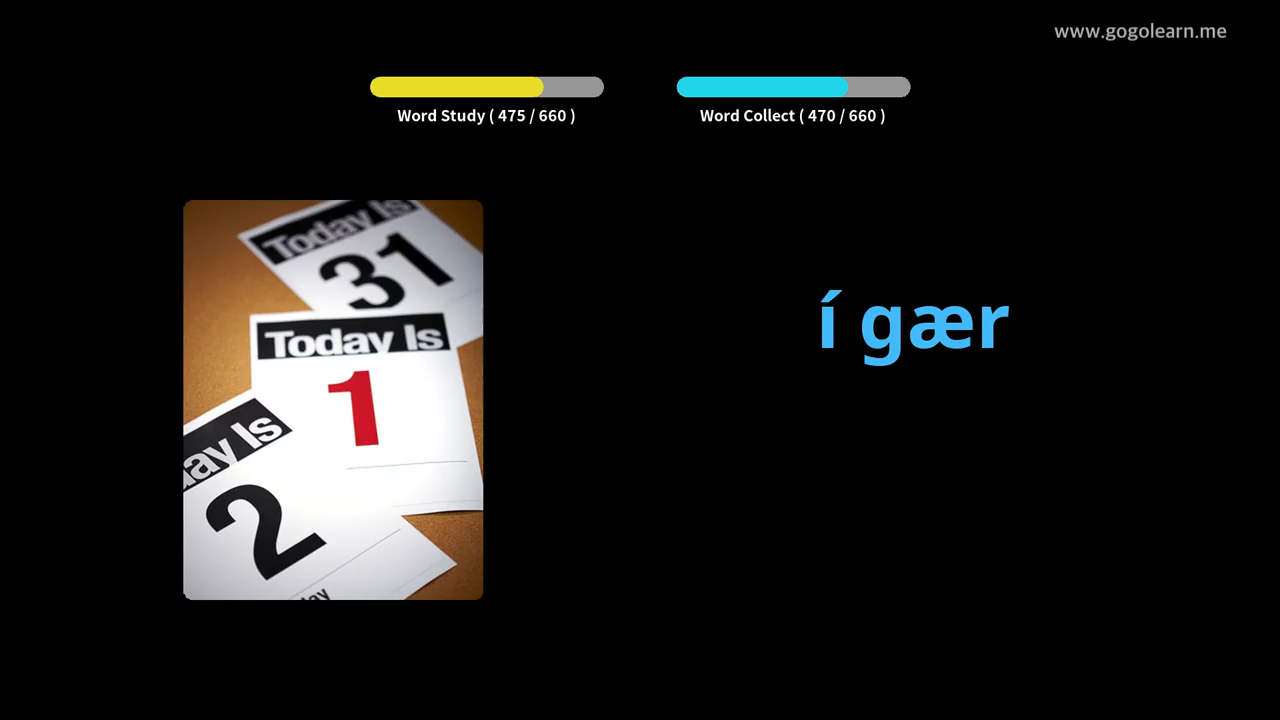 www.gogolearn.me
Word Study ( 475 / 660 )
Word Collect ( 470 / 660 )
Today Is
31
Today Is
1
í gær
day Is
2